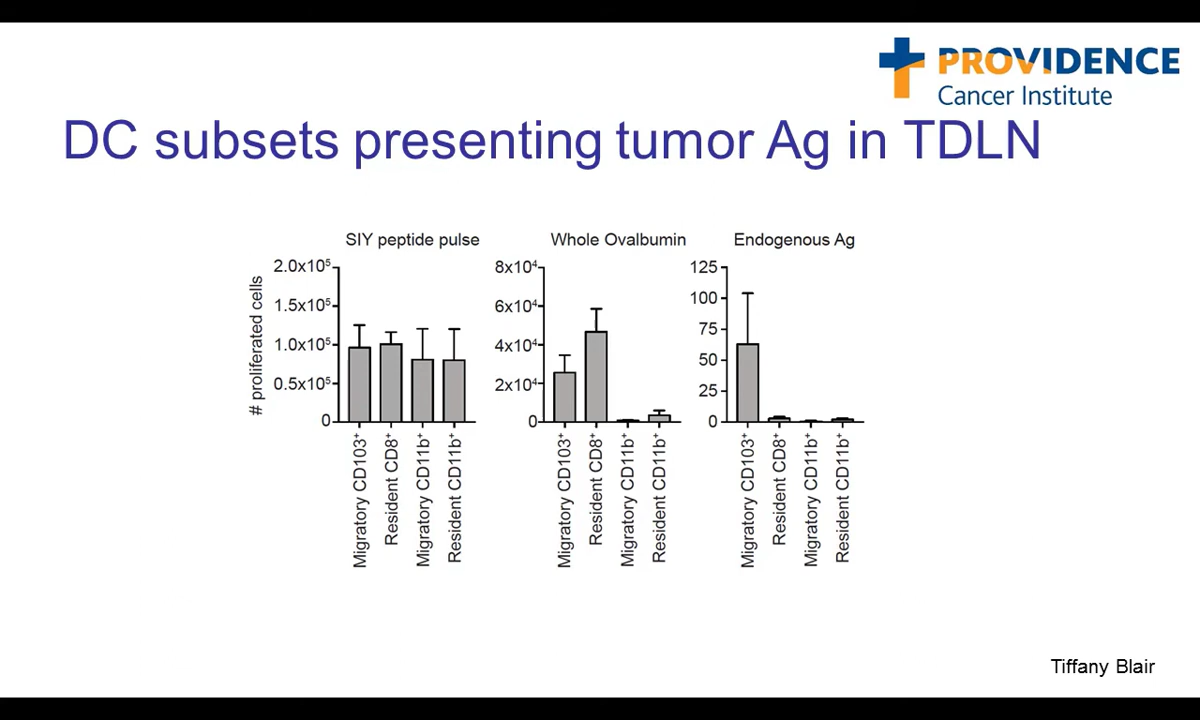 PROVIDENCE
Cancer Institute
DC subsets presenting tumor Ag in TDLN
SIY peptide pulse
# proliferated cells
2.0x10⁵
1.5x10⁵
1.0x10⁵
0.5x10⁵
0
Migratory CD103⁺
Resident CD8⁺
Migratory CD11b⁺
Resident CD11b⁺
Whole Ovalbumin
8x10⁴
6x10⁴
4x10⁴
2x10⁴
0
Migratory CD103⁺
Resident CD8⁺
Migratory CD11b⁺
Resident CD11b⁺
Endogenous Ag
125
100
75
50
25
0
Migratory CD103⁺
Resident CD8⁺
Migratory CD11b⁺
Resident CD11b⁺
Tiffany Blair